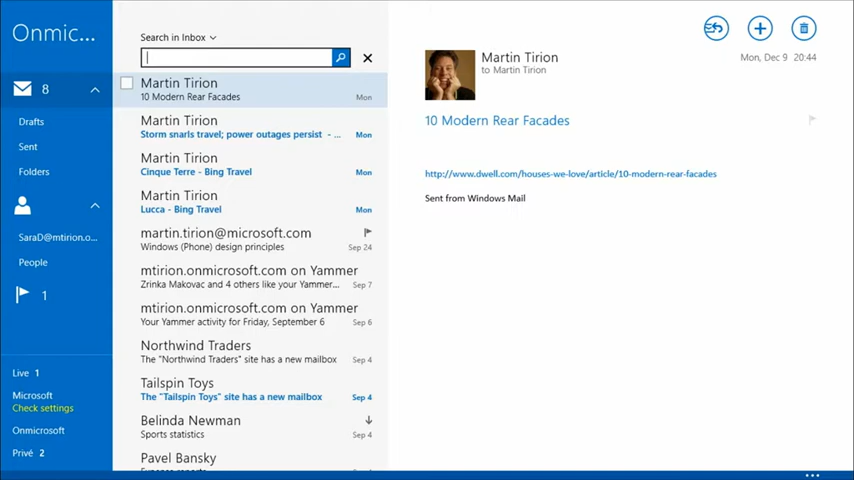 Onmic...
8
Drafts
Sent
Folders
SaraD@mtirion.o...
People
1
Live 1
Microsoft
Check settings
Onmicrosoft
Privé 2
Search in Inbox
Martin Tirion
10 Modern Rear Facades Mon
Martin Tirion
Storm snarls travel; power outages persist - ... Mon
Martin Tirion
Cinque Terre - Bing Travel Mon
Martin Tirion
Lucca - Bing Travel Mon
martin.tirion@microsoft.com
Windows (Phone) design principles Sep 24
mtirion.onmicrosoft.com on Yammer
Zrinka Makovac and 4 others like your Yammer... Sep 7
mtirion.onmicrosoft.com on Yammer
Your Yammer activity for Friday, September 6 Sep 6
Northwind Traders
The "Northwind Traders" site has a new mailbox Sep 4
Tailspin Toys
The "Tailspin Toys" site has a new mailbox Sep 4
Belinda Newman
Sports statistics Sep 4
Pavel Bansky
Mon, Dec 9 20:44
Martin Tirion
to Martin Tirion
10 Modern Rear Facades
http://www.dwell.com/houses-we-love/article/10-modern-rear-facades
Sent from Windows Mail